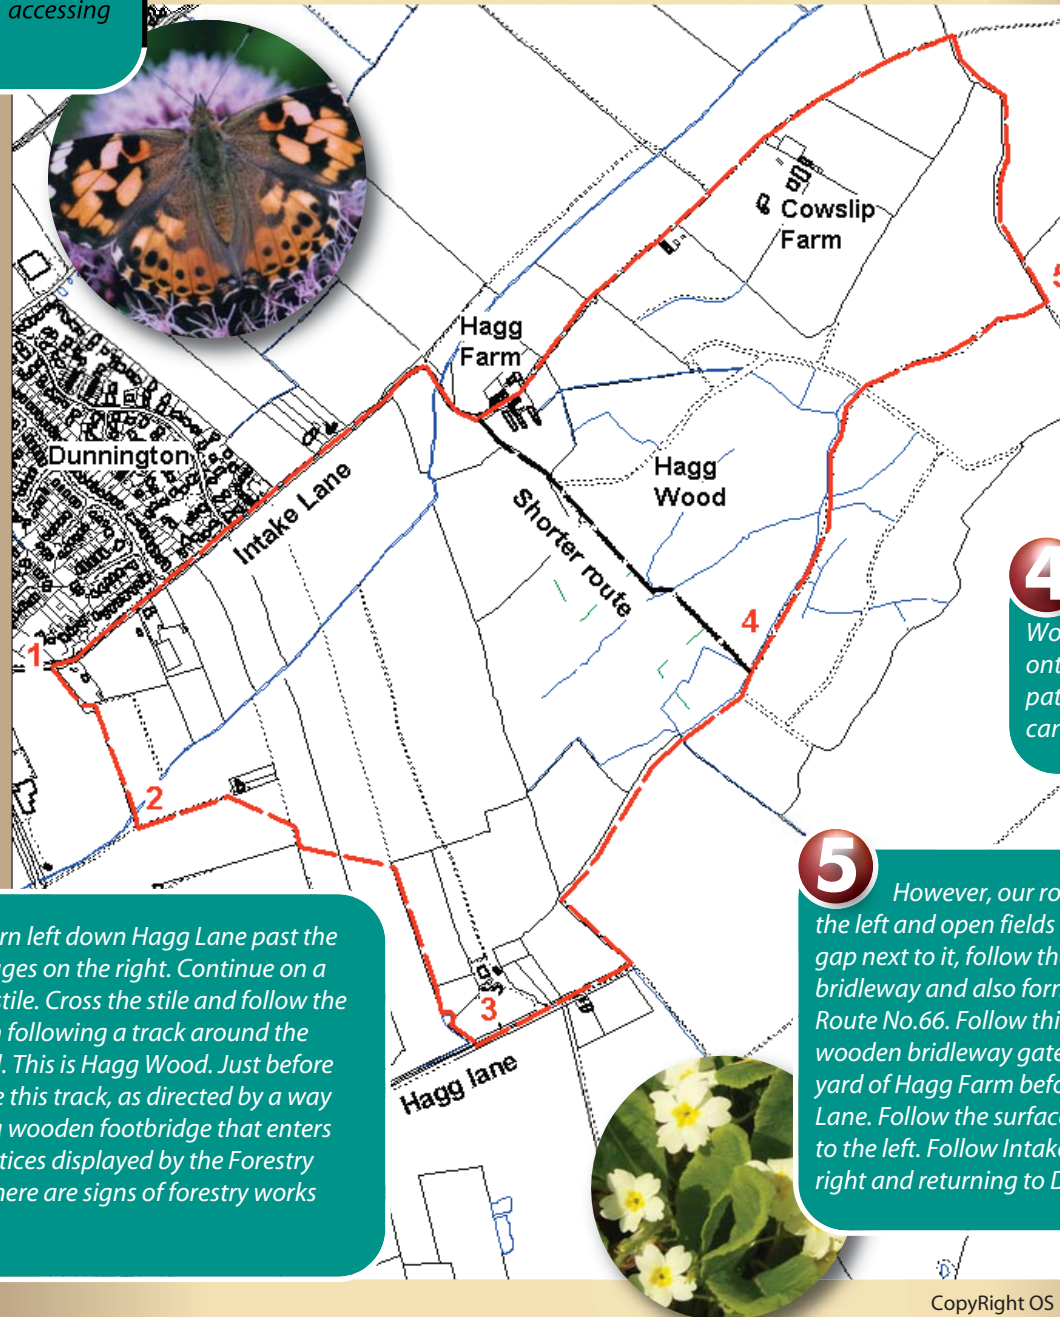 accessing
Cowslip
Farm
5
Hagg
Farm
Dunnington
Intake Lane
Hagg
Wood
Shorter route
4
1
2
3
Hagg lane
4
ont
pat
car
rn left down Hagg Lane past the
ges on the right. Continue on a
stile. Cross the stile and follow the
following a track around the
. This is Hagg Wood. Just before
e this track, as directed by a way
wooden footbridge that enters
tices displayed by the Forestry
here are signs of forestry works
5
However, our ro
the left and open fields
gap next to it, follow the
bridleway and also form
Route No.66. Follow thi
wooden bridleway gate
yard of Hagg Farm befo
Lane. Follow the surface
to the left. Follow Intak
right and returning to D
CopyRight OS